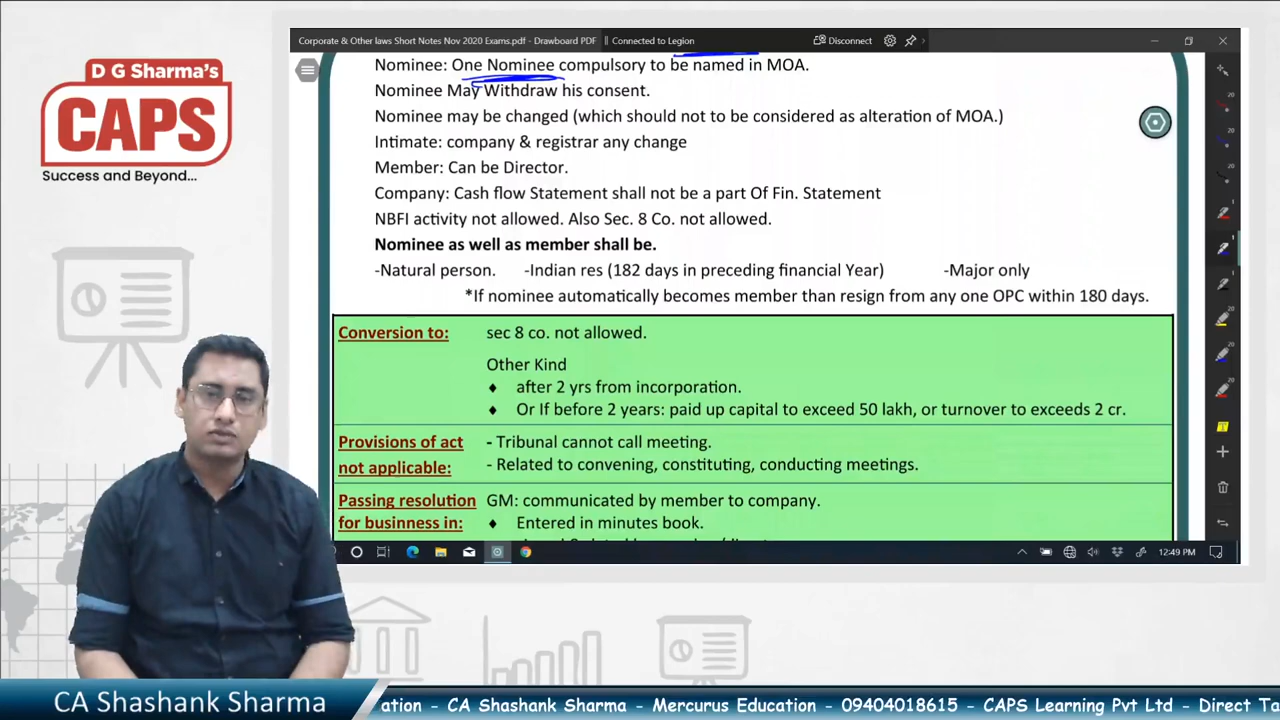 D G Sharma's
CAPS
Success and Beyond...
Corporate & Other laws Short Notes Nov 2020 Exams.pdf - Drawboard PDF
Connected to Legion
Disconnect
Nominee: One Nominee compulsory to be named in MOA.
Nominee May Withdraw his consent.
Nominee may be changed (which should not to be considered as alteration of MOA.)
Intimate: company & registrar any change
Member: Can be Director.
Company: Cash flow Statement shall not be a part Of Fin. Statement
NBFI activity not allowed. Also Sec. 8 Co. not allowed.
Nominee as well as member shall be.
-Natural person. -Indian res (182 days in preceding financial Year) -Major only
*If nominee automatically becomes member than resign from any one OPC within 180 days.
Conversion to: sec 8 co. not allowed.
Other Kind
♦ after 2 yrs from incorporation.
♦ Or If before 2 years: paid up capital to exceed 50 lakh, or turnover to exceeds 2 cr.
Provisions of act - Tribunal cannot call meeting.
not applicable: - Related to convening, constituting, conducting meetings.
Passing resolution GM: communicated by member to company.
for businness in: ♦ Entered in minutes book.
12:49 PM
CA Shashank Sharma
ation - CA Shashank Sharma - Mercurus Education - 09404018615 - CAPS Learning Pvt Ltd - Direct Ta